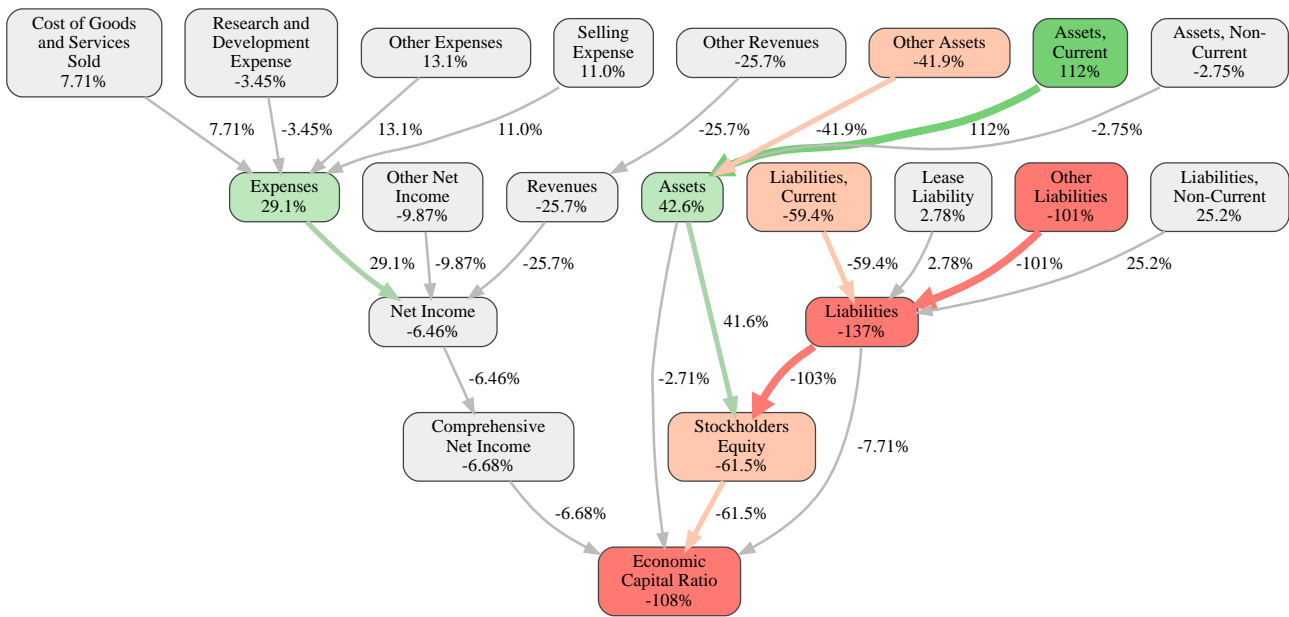 Cost of Goods
and Services
Sold
7.71%
Research and
Development
Expense
-3.45%
Other Expenses
13.1%
Selling
Expense
11.0%
Other Revenues
-25.7%
Other Assets
-41.9%
Assets,
Current
112%
Assets, Non-
Current
-2.75%
7.71%
-3.45%
13.1%
11.0%
-25.7%
-41.9%
112%
-2.75%
Expenses
29.1%
Other Net
Income
-9.87%
Revenues
-25.7%
Assets
42.6%
Liabilities,
Current
-59.4%
Lease
Liability
2.78%
Other
Liabilities
-101%
Liabilities,
Non-Current
25.2%
29.1%
-9.87%
-25.7%
-59.4%
2.78%
-101%
25.2%
Net Income
-6.46%
41.6%
Liabilities
-137%
-6.46%
-2.71%
-103%
Comprehensive
Net Income
-6.68%
Stockholders
Equity
-61.5%
-7.71%
-6.68%
-61.5%
Economic
Capital Ratio
-108%